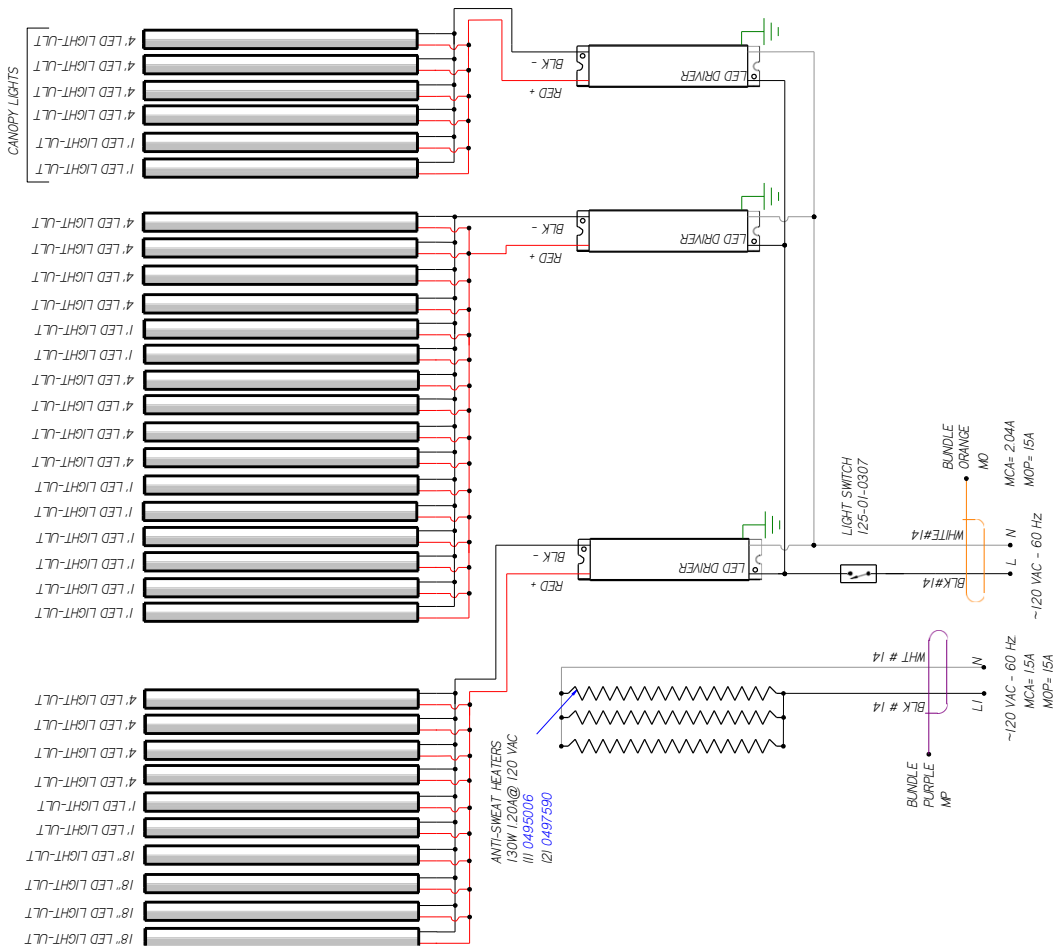 CANOPY LIGHTS
4' LED LIGHT-ULT
4' LED LIGHT-ULT
4' LED LIGHT-ULT
4' LED LIGHT-ULT
1' LED LIGHT-ULT
1' LED LIGHT-ULT
BLK -
RED +
LED DRIVER
4' LED LIGHT-ULT
4' LED LIGHT-ULT
4' LED LIGHT-ULT
4' LED LIGHT-ULT
1' LED LIGHT-ULT
1' LED LIGHT-ULT
4' LED LIGHT-ULT
4' LED LIGHT-ULT
4' LED LIGHT-ULT
4' LED LIGHT-ULT
1' LED LIGHT-ULT
1' LED LIGHT-ULT
1' LED LIGHT-ULT
1' LED LIGHT-ULT
1' LED LIGHT-ULT
1' LED LIGHT-ULT
BLK -
RED +
LED DRIVER
BLK -
RED +
LED DRIVER
LIGHT SWITCH
125-01-0307
BUNDLE
ORANGE
MO
MCA= 2.04A
MOP= 15A
WHITE#14
BLK#14
N
L
~120 VAC - 60 Hz
4' LED LIGHT-ULT
4' LED LIGHT-ULT
4' LED LIGHT-ULT
4' LED LIGHT-ULT
1' LED LIGHT-ULT
1' LED LIGHT-ULT
18" LED LIGHT-ULT
18" LED LIGHT-ULT
18" LED LIGHT-ULT
18" LED LIGHT-ULT
ANTI-SWEAT HEATERS
130W 1.20A@ 120 VAC
(1) 0495006
(2) 0497590
WHT # 14
BLK # 14
N
L1
~120 VAC - 60 Hz
MCA= 1.5A
MOP= 15A
BUNDLE
PURPLE
MP